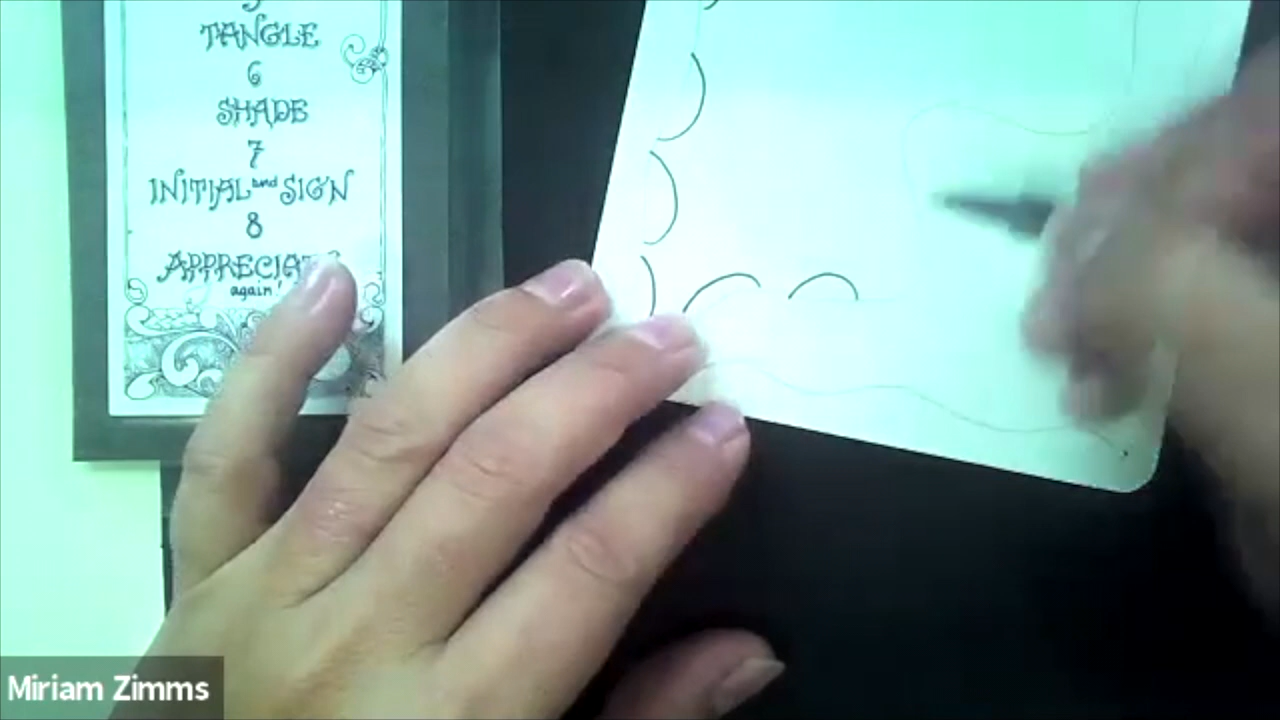 TANGLE
6
SHADE
7
INITIAL and SIGN
8
again!
Miriam Zimms